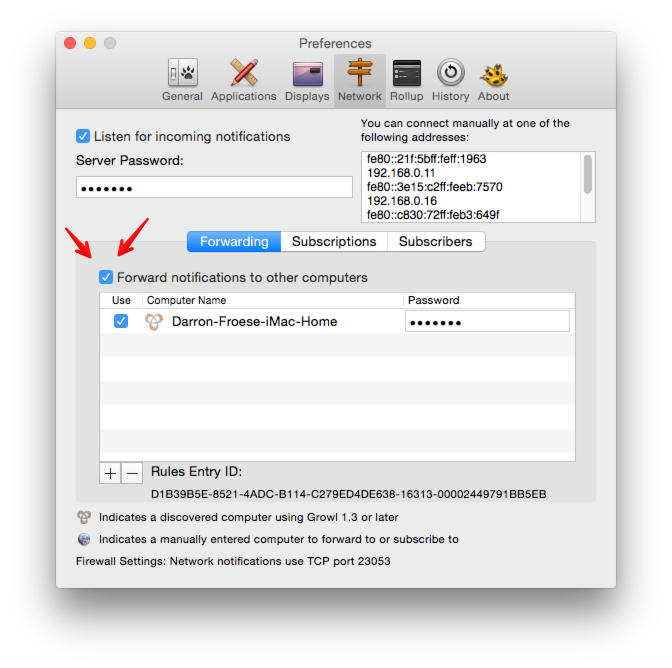 Preferences
General Applications Displays Network Rollup History About
Listen for incoming notifications
Server Password:
•••••••
You can connect manually at one of the
following addresses:
fe80::21f:5bff:feff:1963
192.168.0.11
fe80::3e15:c2ff:feeb:7570
192.168.0.16
fe80::c830:72ff:feb3:649f
Forwarding Subscriptions Subscribers
Forward notifications to other computers
Use Computer Name Password
Darron-Froese-iMac-Home •••••••
Rules Entry ID:
D1B39B5E-8521-4ADC-B114-C279ED4DE638-16313-00002449791BB5EB
Indicates a discovered computer using Growl 1.3 or later
Indicates a manually entered computer to forward to or subscribe to
Firewall Settings: Network notifications use TCP port 23053